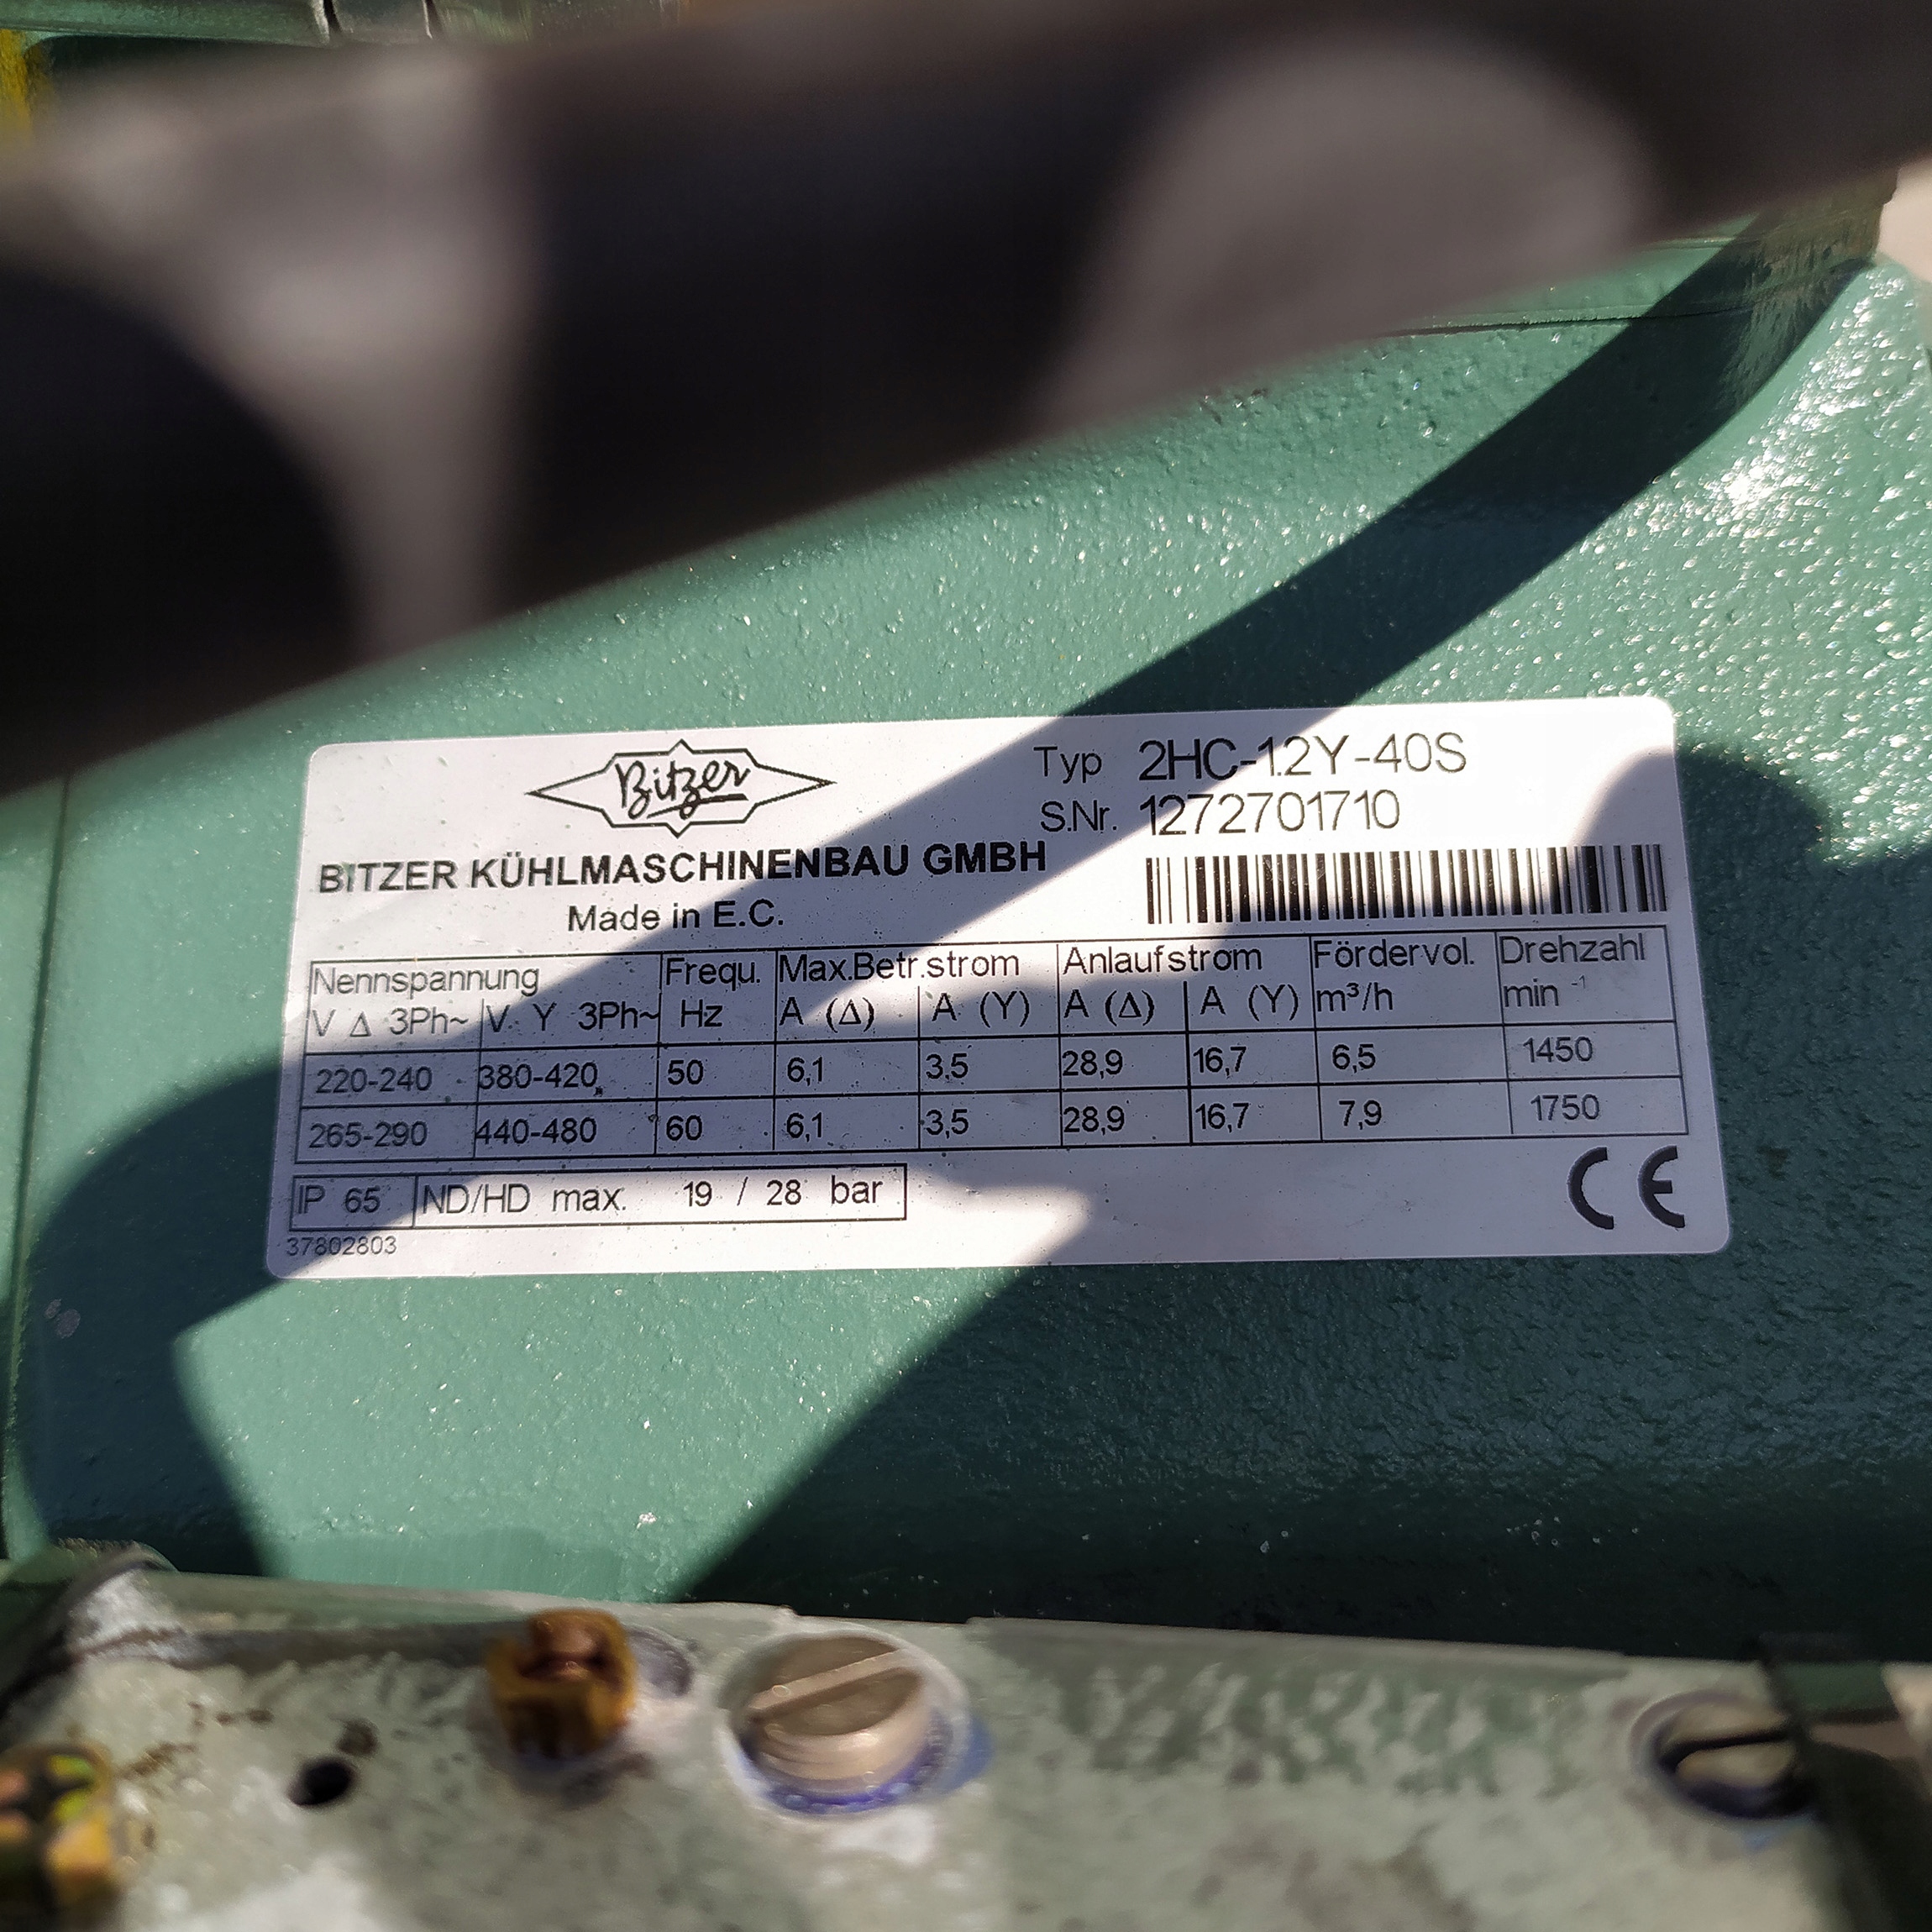 Bitzer
Typ 2HC-1.2Y-40S
S.Nr. 1272701710
BITZER KÜHLMASCHINENBAU GMBH
Made in E.C.
Nennspannung Frequ. Max.Betr.strom Anlaufstrom Fördervol. Drehzahl
V Δ 3Ph~ V Y 3Ph~ Hz A (Δ) A (Y) A (Δ) A (Y) m³/h min -1
220-240 380-420 50 6,1 3,5 28,9 16,7 6,5 1450
265-290 440-480 60 6,1 3,5 28,9 16,7 7,9 1750
IP 65 ND/HD max. 19 / 28 bar
37802803
CE